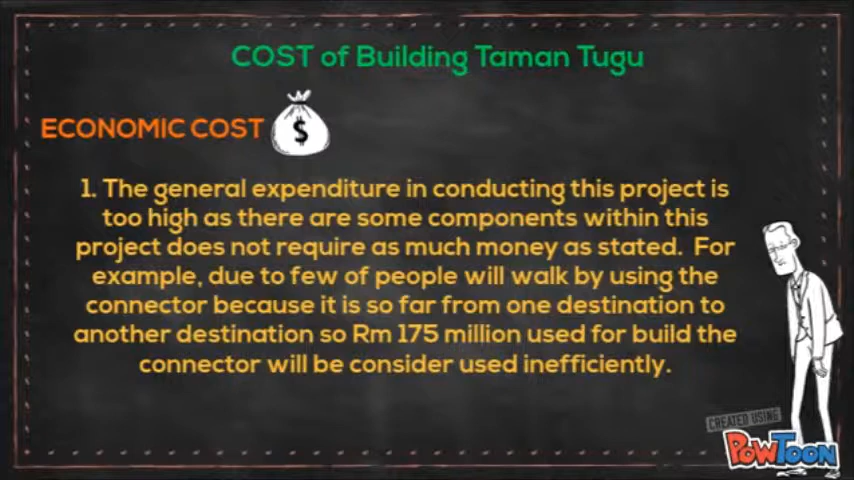 COST of Building Taman Tugu
ECONOMIC COST
$
1. The general expenditure in conducting this project is
too high as there are some components within this
project does not require as much money as stated. For
example, due to few of people will walk by using the
connector because it is so far from one destination to
another destination so Rm 175 million used for build the
connector will be consider used inefficiently.
CREATED USING
POWTOON